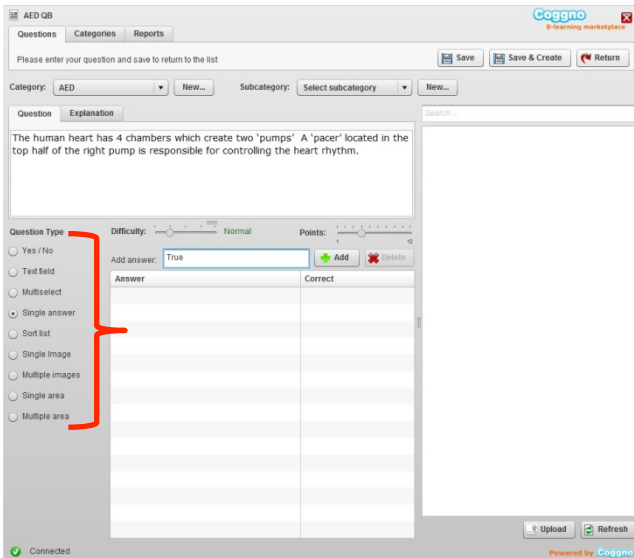 AED QB
Coggno
E-learning marketplace
Questions Categories Reports
Please enter your question and save to return to the list
Save Save & Create Return
Category: AED New... Subcategory: Select subcategory New...
Question Explanation
Search...
The human heart has 4 chambers which create two 'pumps' A 'pacer' located in the
top half of the right pump is responsible for controlling the heart rhythm.
Question Type
Difficulty: Normal Points: 1 10
Yes / No
Add answer: True Add Delete
Text field
Answer Correct
Multiselect
Single answer
Sort list
Single Image
Multiple images
Single area
Multiple area
Upload Refresh
Connected
Powered by Coggno